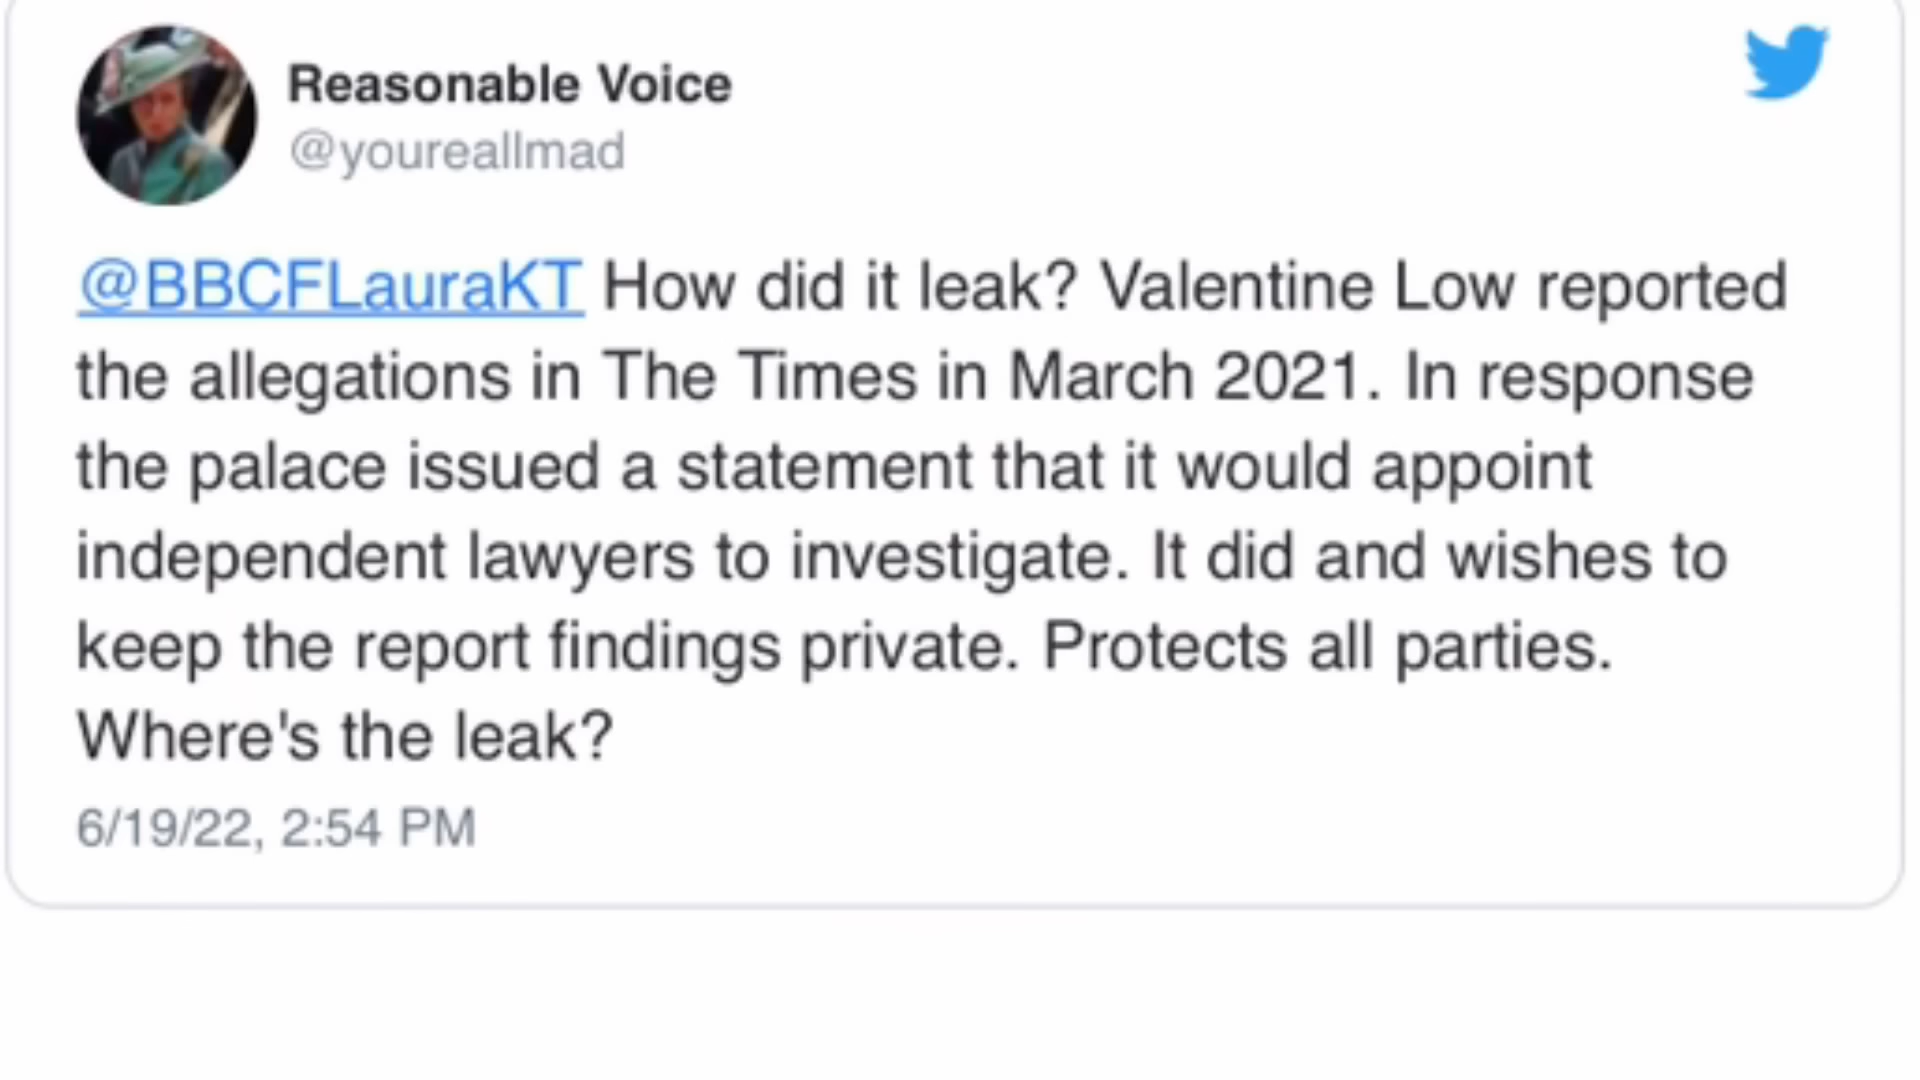 Reasonable Voice
@youreallmad
@BBCFLauraKT How did it leak? Valentine Low reported
the allegations in The Times in March 2021. In response
the palace issued a statement that it would appoint
independent lawyers to investigate. It did and wishes to
keep the report findings private. Protects all parties.
Where's the leak?
6/19/22, 2:54 PM